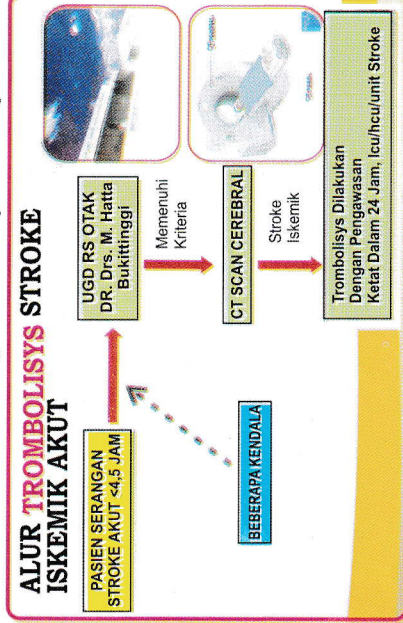 ALUR TROMBOLISYS STROKE
ISKEMIK AKUT
PASIEN SERANGAN
STROKE AKUT <4,5 JAM
UGD RS OTAK
DR. Drs. M. Hatta
Bukittinggi
Memenuhi
Kriteria
BEBERAPA KENDALA
CT SCAN CEREBRAL
Stroke
Iskemik
Trombolisys Dilakukan
Dengan Pengawasan
Ketat Dalam 24 Jam, Icu/hcu/unit Stroke